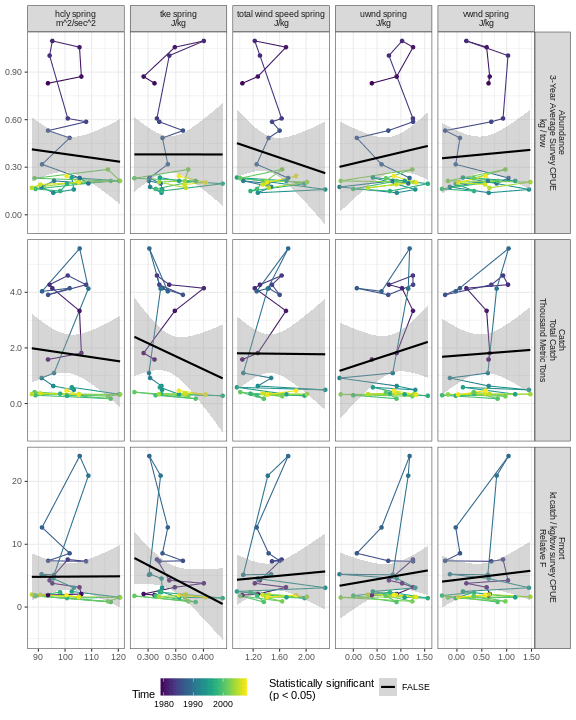 hcly spring
m^2/sec^2
tke spring
J/kg
total wind speed spring
J/kg
uwnd spring
J/kg
vwnd spring
J/kg
0.90
0.60
0.30
0.00
Abundance
3-Year Average Survey CPUE
kg / tow
4.0
2.0
0.0
Catch
Total Catch
Thousand Metric Tons
20
10
0
Fmort
kt catch / kg/tow survey CPUE
Relative F
90 100 110 120
0.300 0.350 0.400
1.20 1.60 2.00
0.00 0.50 1.00 1.50
0.00 0.50 1.00 1.50
Time
1980 1990 2000
Statistically significant
(p < 0.05)
FALSE